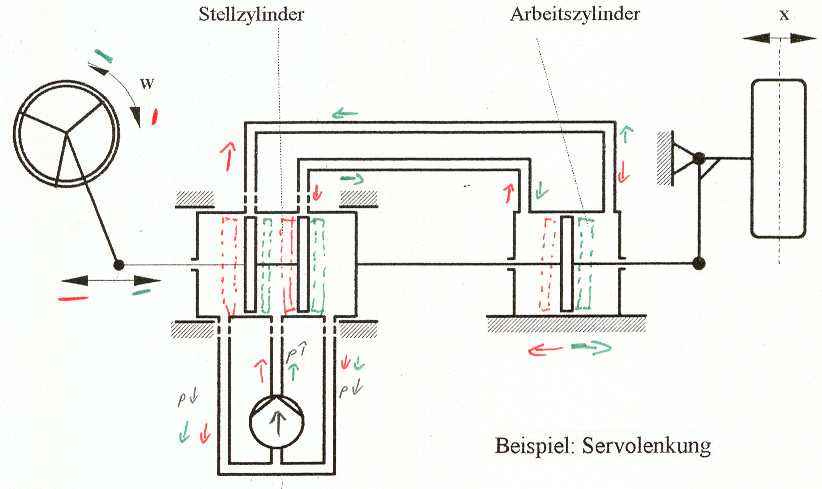 Stellzylinder
Arbeitszylinder
x
w
p↑
p↓
p↓
Beispiel: Servolenkung